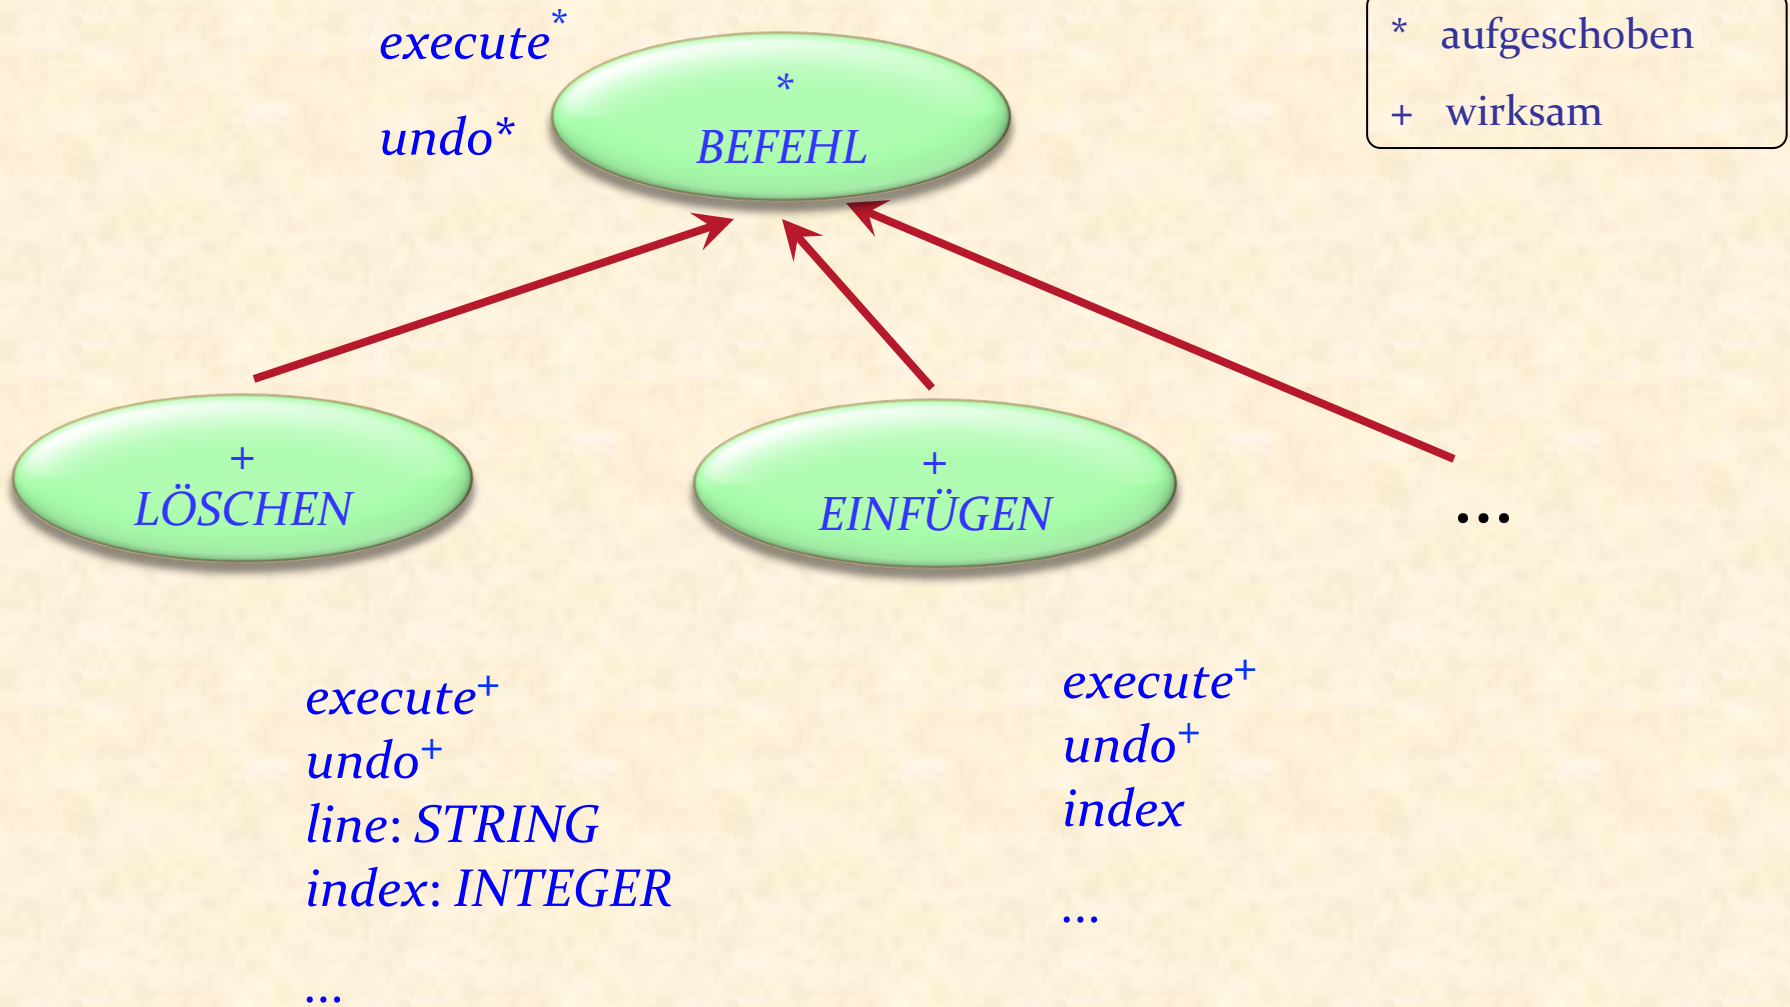 execute*
undo*
*
BEFEHL
* aufgeschoben
+ wirksam
+
LÖSCHEN
+
EINFÜGEN
...
execute+
undo+
line: STRING
index: INTEGER
...
execute+
undo+
index
...